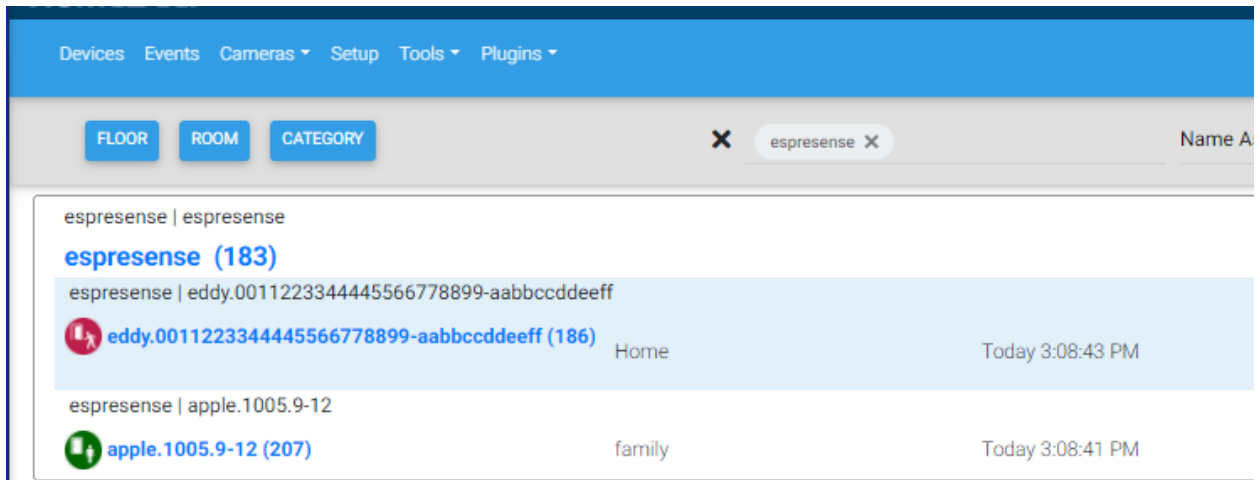 Devices Events Cameras Setup Tools Plugins
FLOOR ROOM CATEGORY espresense Name
espresense | espresense
espresense (183)
espresense | eddy.0011223344445566778899-aabbccddeeff
eddy.0011223344445566778899-aabbccddeeff (186)
Home Today 3:08:43 PM
espresense | apple.1005.9-12
apple.1005.9-12 (207) family Today 3:08:41 PM